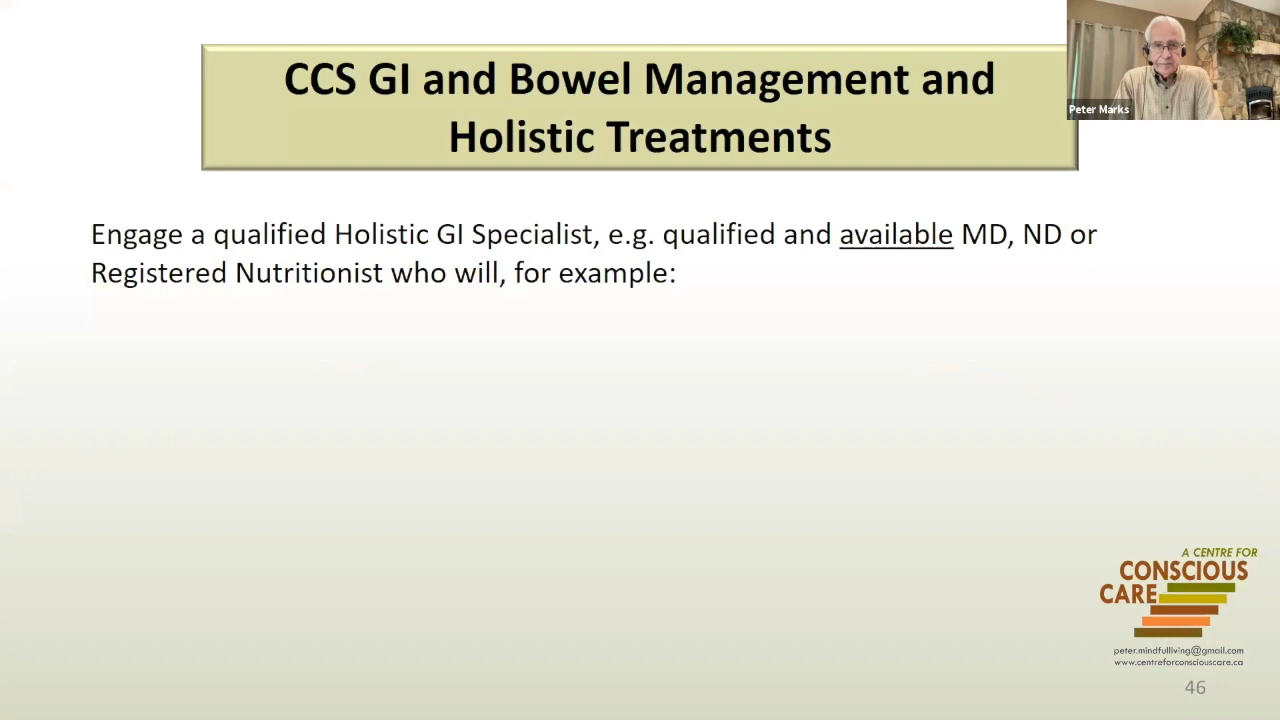 CCS GI and Bowel Management and
Holistic Treatments
Peter Marks
Engage a qualified Holistic GI Specialist, e.g. qualified and available MD, ND or
Registered Nutritionist who will, for example:
A CENTRE FOR
CONSCIOUS
CARE
peter.mindfulliving@gmail.com
www.centreforconsciouscare.ca
46